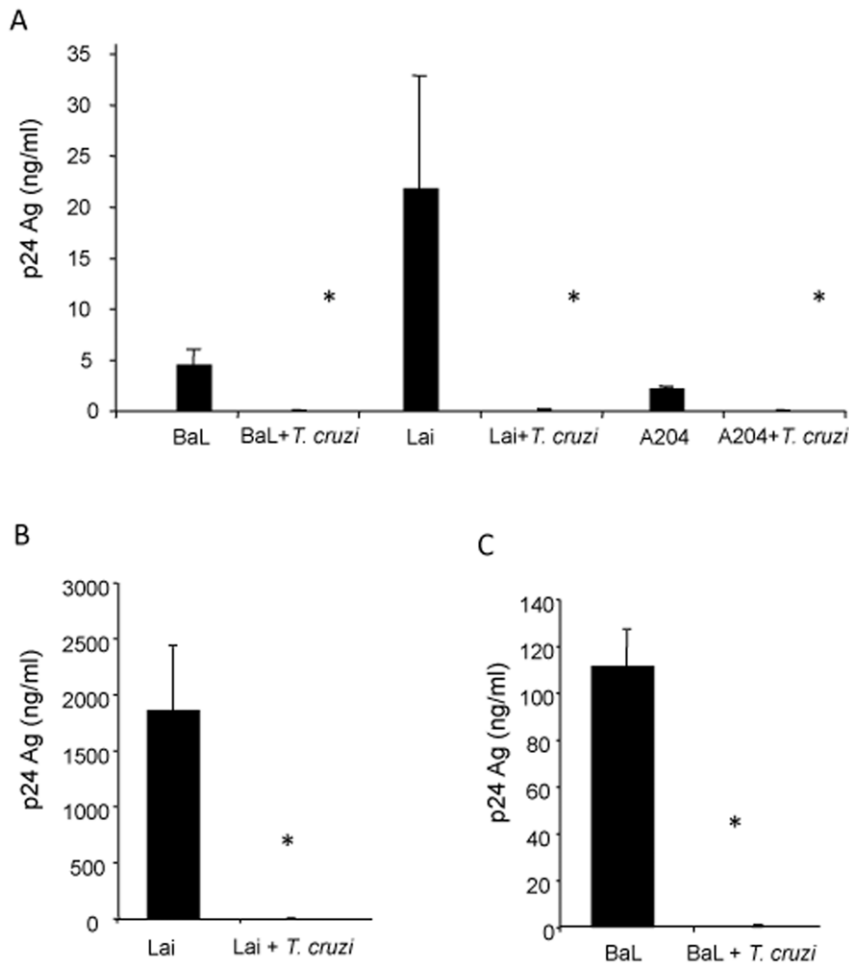 A
p24 Ag (ng/ml)
35
30
25
20
15
10
5
0
*
*
*
BaL
BaL+T. cruzi
Lai
Lai+T. cruzi
A204
A204+T. cruzi
B
p24 Ag (ng/ml)
3000
2500
2000
1500
1000
500
0
*
Lai
Lai + T. cruzi
C
p24 Ag (ng/ml)
140
120
100
80
60
40
20
0
*
BaL
BaL + T. cruzi